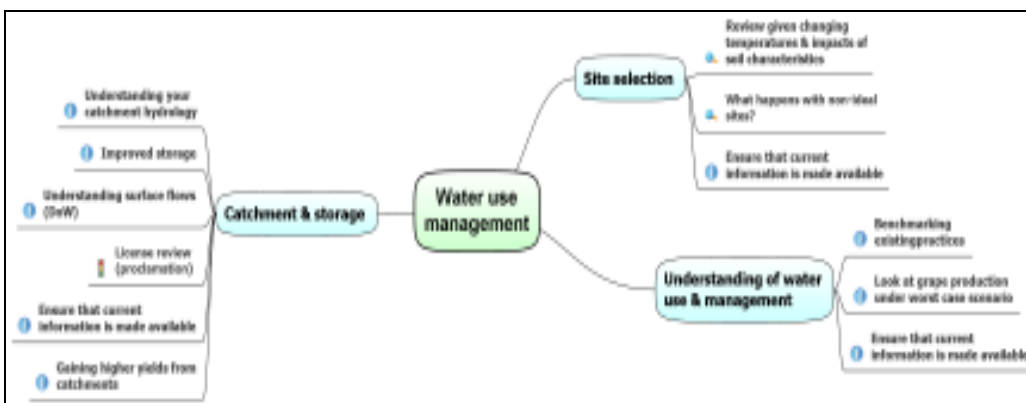 Water use
management
Catchment & storage
Understanding your
catchment hydrology
Improved storage
Understanding surface flows
(DoW)
License review
(proclamation)
Ensure that current
information is made available
Gaining higher yields from
catchments
Site selection
Review given changing
temperatures & impacts of
soil characteristics
What happens with non-ideal
sites?
Ensure that current
information is made available
Understanding of water
use & management
Benchmarking
existingpractices
Look at grape production
under worst case scenario
Ensure that current
information is made available